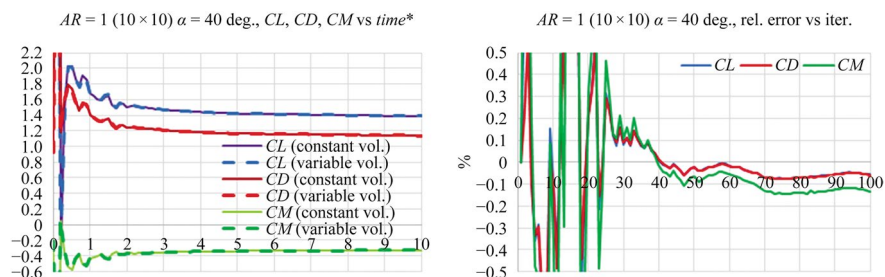 AR = 1 (10 × 10) α = 40 deg., CL, CD, CM vs time*
2.2
2.0
1.8
1.6
1.4
1.2
1.0
0.8
0.6
0.4
0.2
0
−0.2
−0.4
−0.6
CL (constant vol.)
CL (variable vol.)
CD (constant vol.)
CD (variable vol.)
CM (constant vol.)
CM (variable vol.)
0 1 2 3 4 5 6 7 8 9 10
AR = 1 (10 × 10) α = 40 deg., rel. error vs iter.
CL CD CM
%
0.5
0.4
0.3
0.2
0.1
0
−0.1
−0.2
−0.3
−0.4
−0.5
0 10 20 30 40 50 60 70 80 90 100